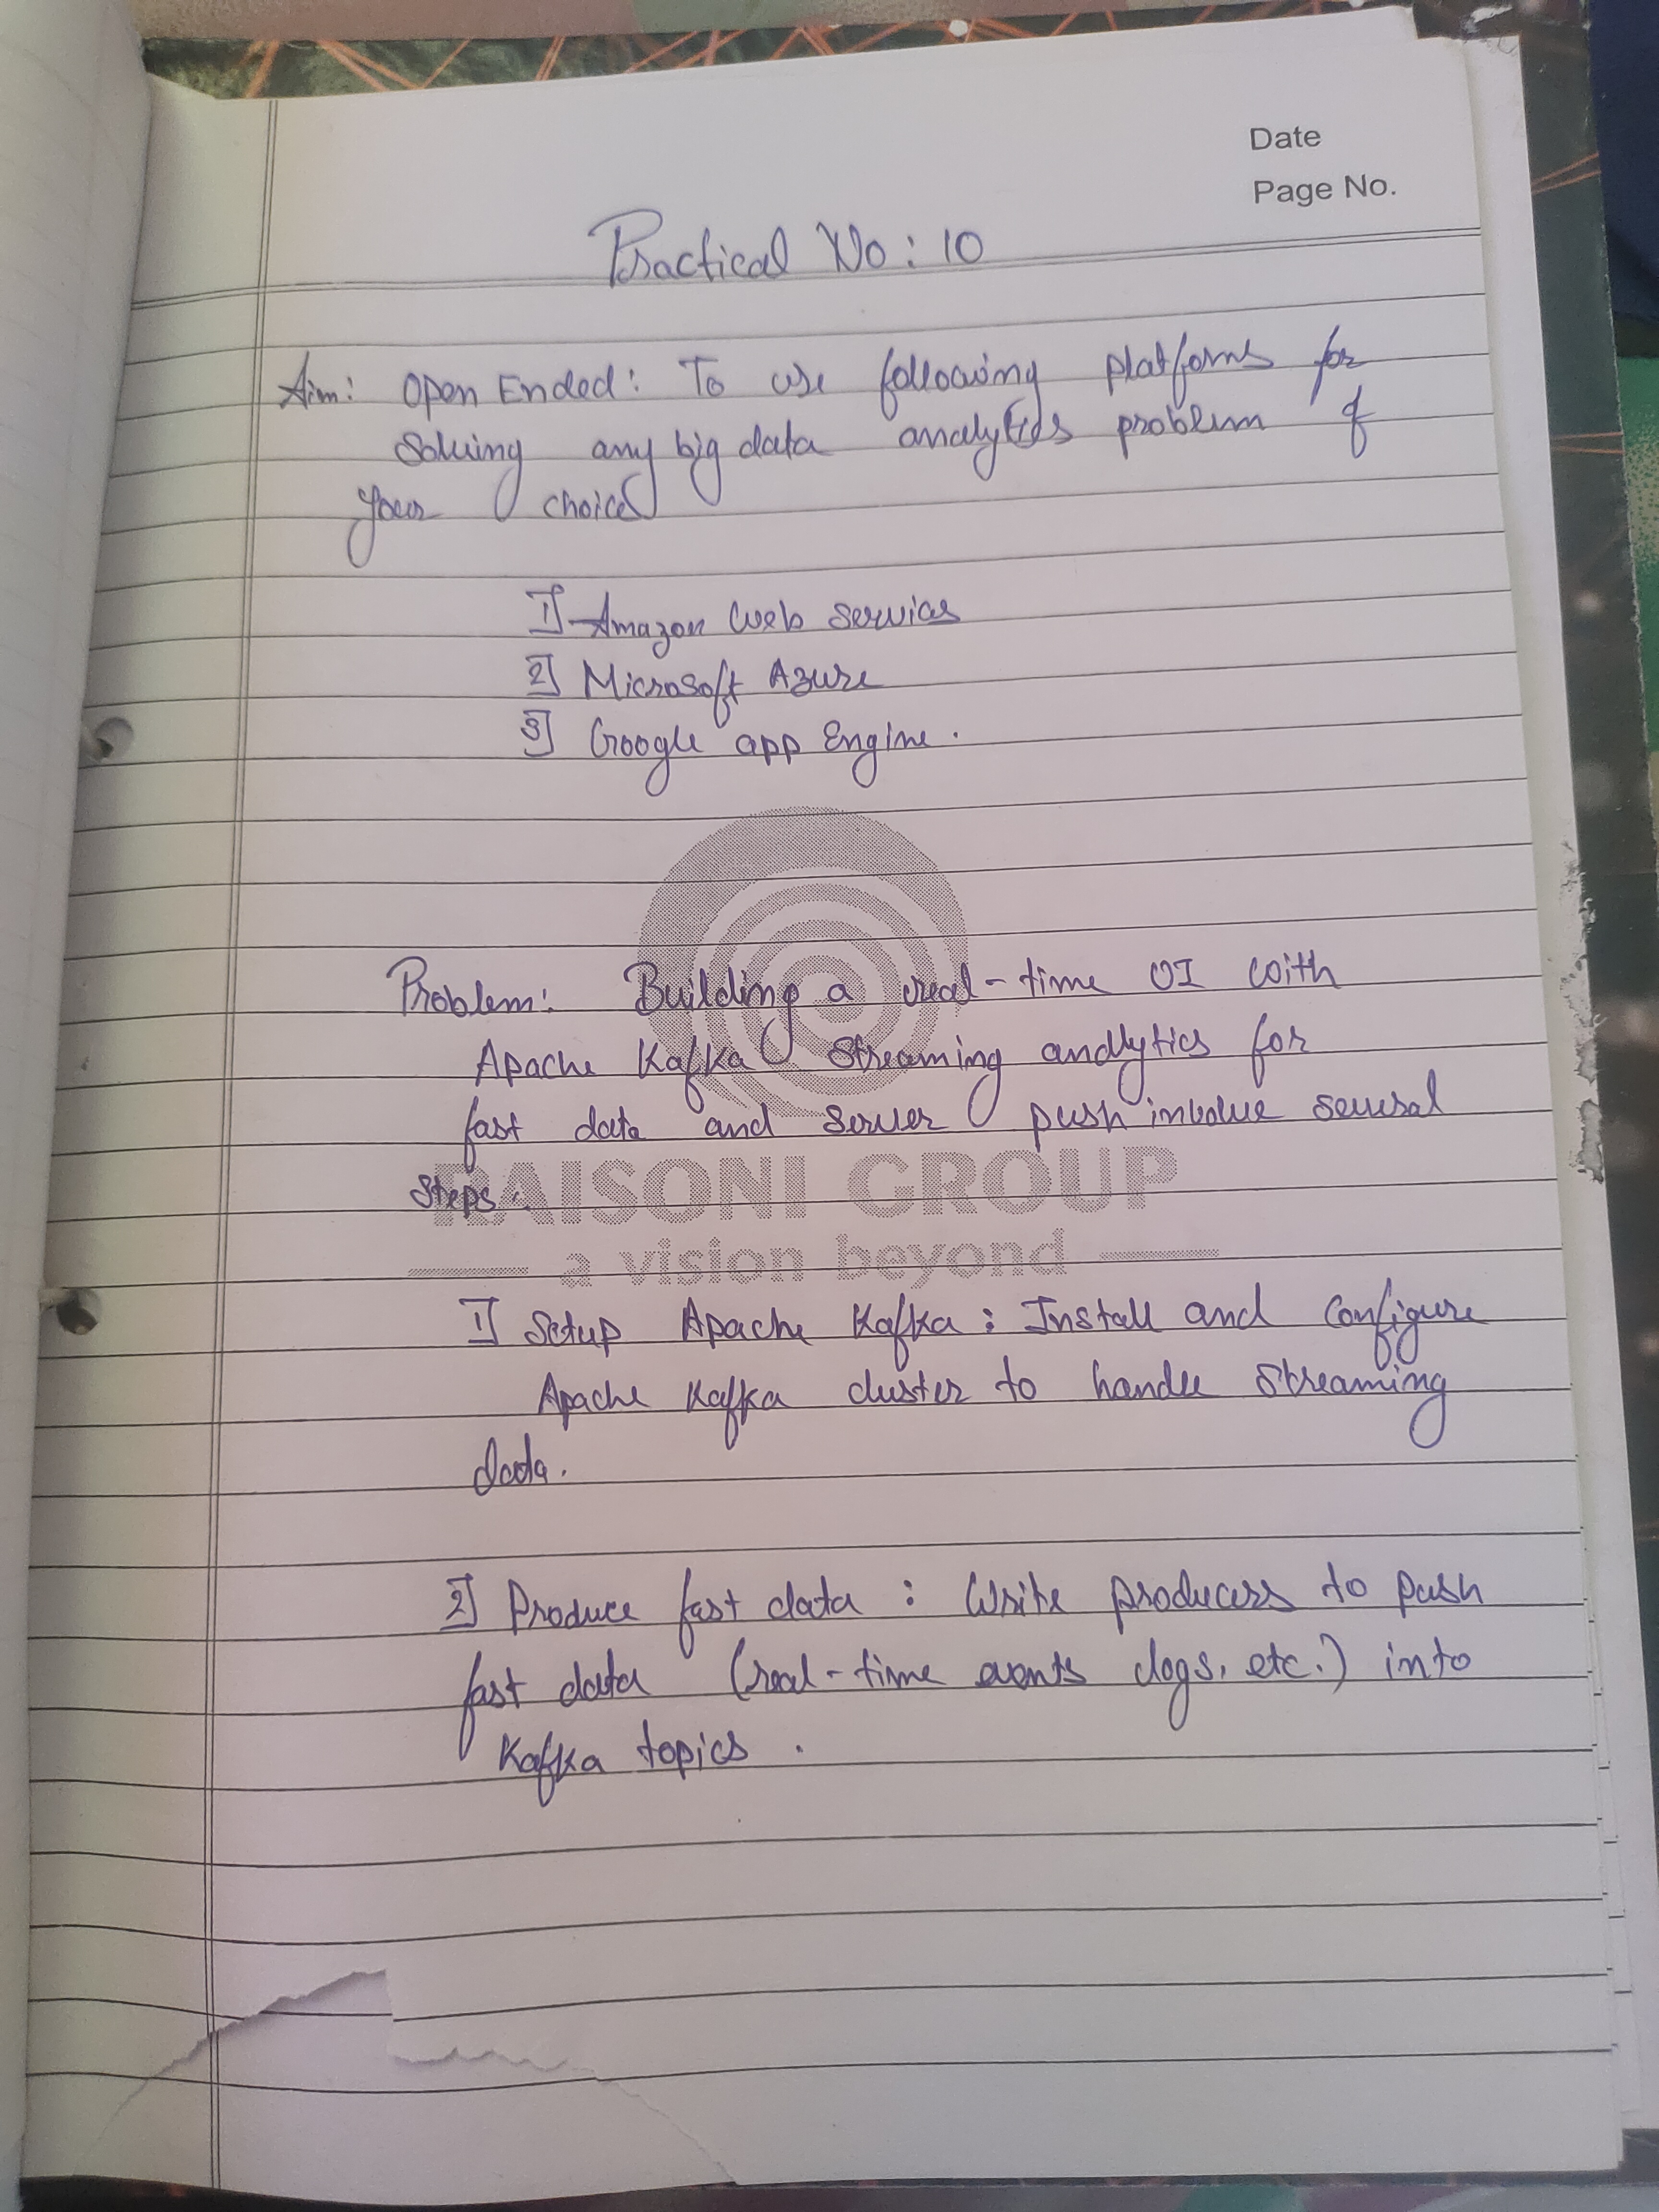 Date
Page No.
Practical No : 10
Aim: Open Ended: To use following platforms for
solving any big data analytics problem of
your choice
1] Amazon Web Services
2] Microsoft Azure
3] Google app Engine.
Problem: Building a real-time UI with
Apache Kafka Streaming analytics for
fast data and server push involve several
steps.
RAISONI GROUP
a vision beyond
1] Setup Apache Kafka : Install and Configure
Apache Kafka cluster to handle Streaming
data.
2] Produce fast data : Write producers to push
fast data (real-time events logs, etc.) into
Kafka topics.